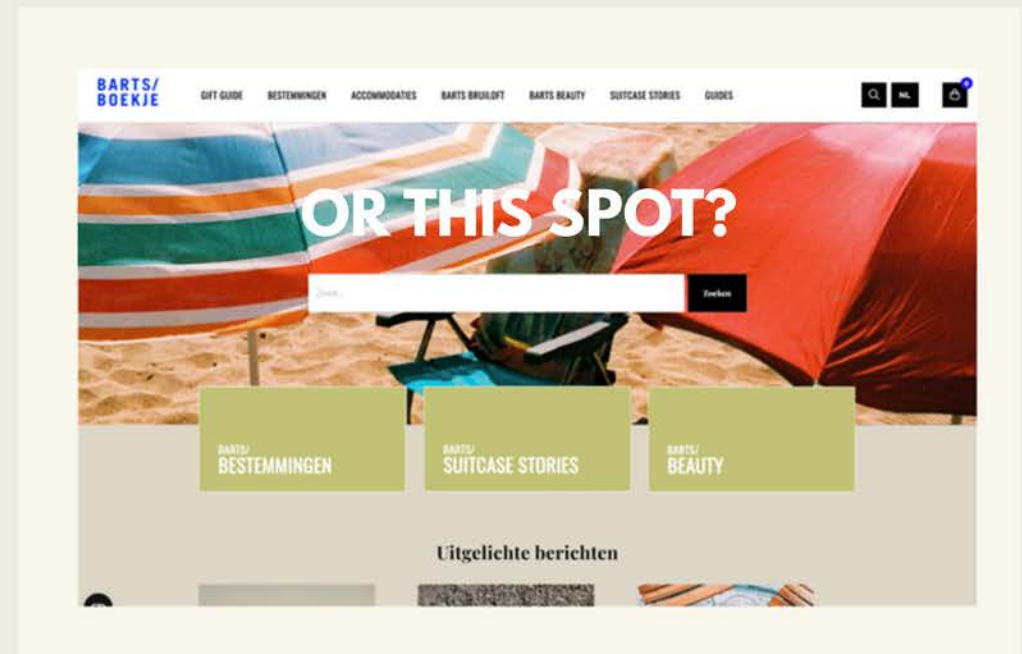 BARTS/
BOEKJE
GIFT GUIDE BESTEMMINGEN ACCOMMODATIES BARTS BRUILOFT BARTS BEAUTY SUITCASE STORIES GUIDES
NL
OR THIS SPOT?
Zoeken
BARTS/
BESTEMMINGEN
BARTS/
SUITCASE STORIES
BARTS/
BEAUTY
Uitgelichte berichten